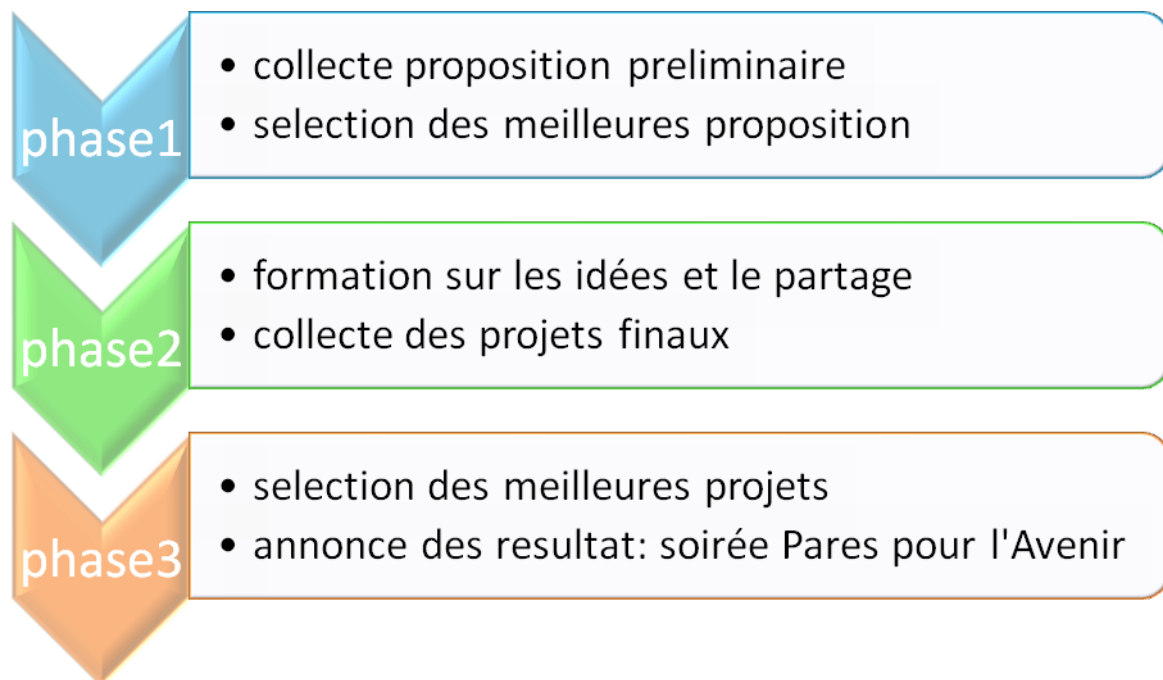 phase1
• collecte proposition preliminaire
• selection des meilleures proposition
phase2
• formation sur les idées et le partage
• collecte des projets finaux
phase3
• selection des meilleures projets
• annonce des resultat: soirée Pares pour l'Avenir